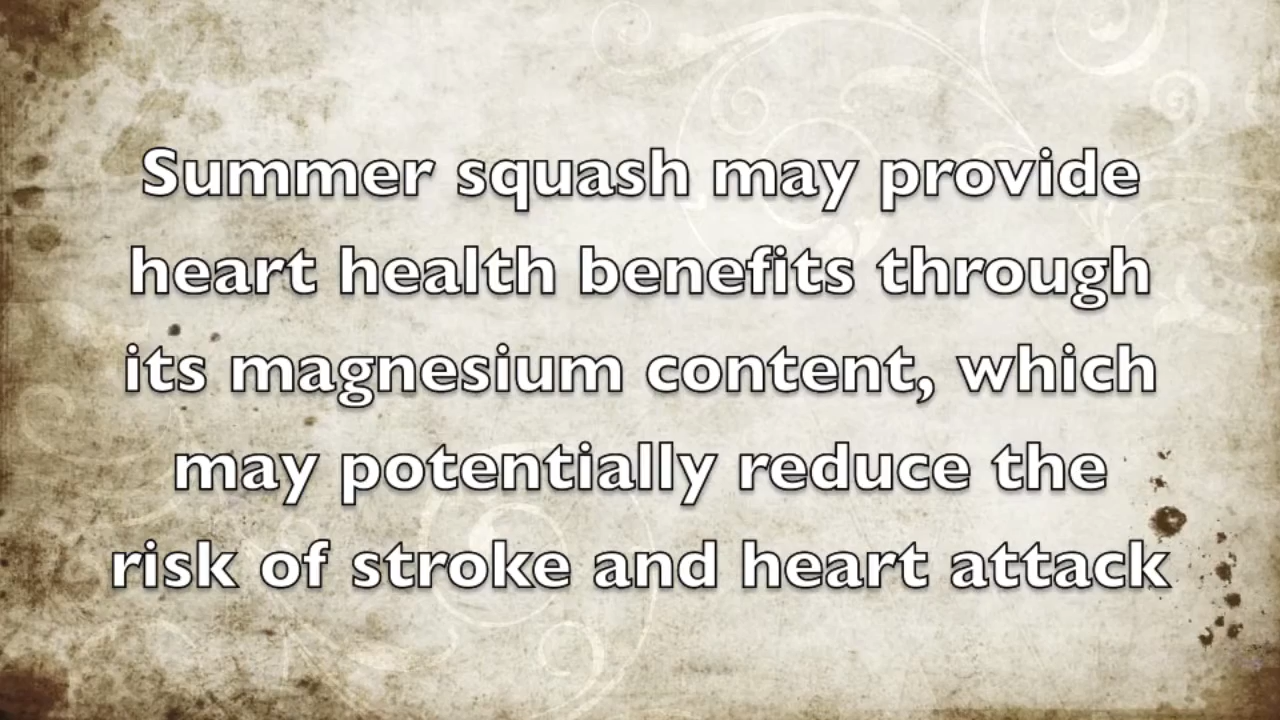 Summer squash may provide
heart health benefits through
its magnesium content, which
may potentially reduce the
risk of stroke and heart attack